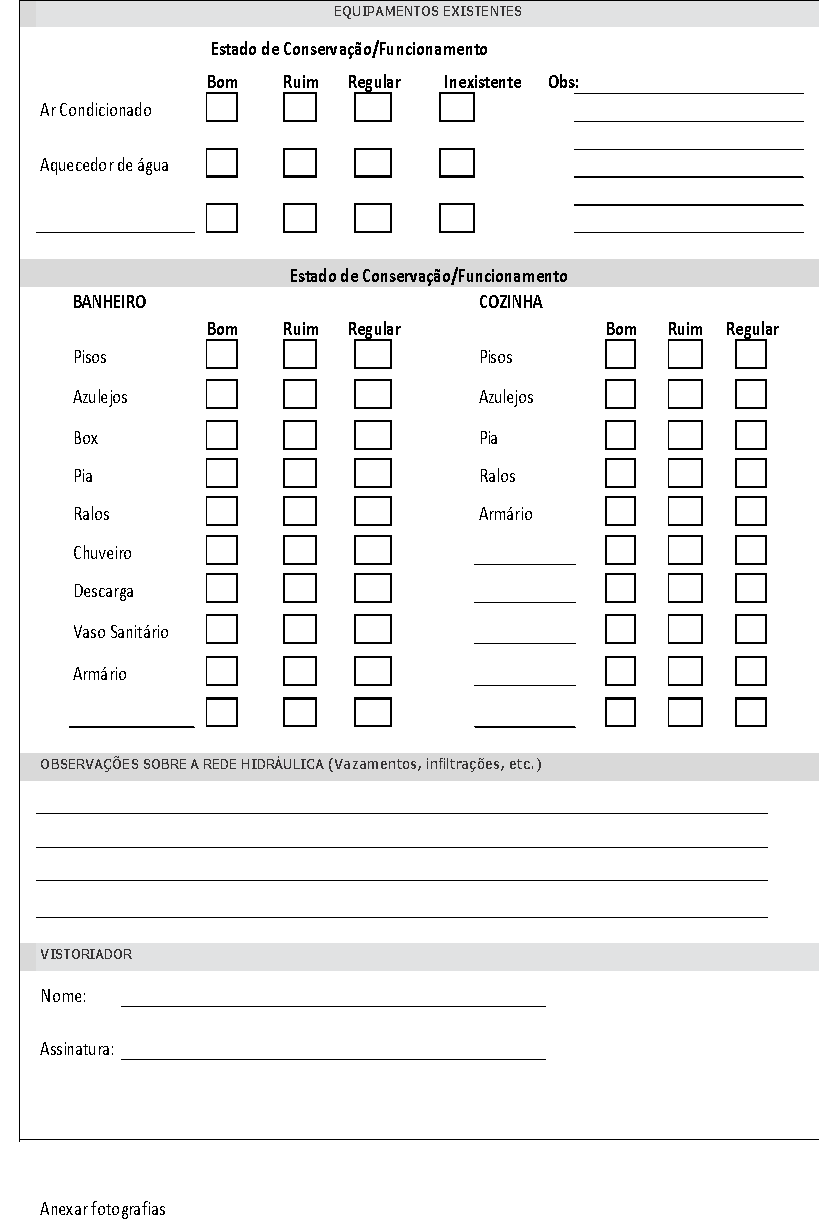 EQUIPAMENTOS EXISTENTES
Estado de Conservação/Funcionamento
Bom Ruim Regular Inexistente Obs:
Ar Condicionado
Aquecedor de água
Estado de Conservação/Funcionamento
BANHEIRO COZINHA
Bom Ruim Regular Bom Ruim Regular
Pisos Pisos
Azulejos Azulejos
Box Pia
Pia Ralos
Ralos Armário
Chuveiro
Descarga
Vaso Sanitário
Armário
OBSERVAÇÕES SOBRE A REDE HIDRÁULICA (Vazamentos, infiltrações, etc.)
VISTORIADOR
Nome:
Assinatura:
Anexar fotografias